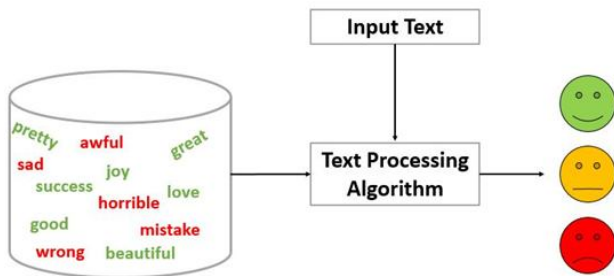 Input Text
pretty
awful
great
sad
joy
success
love
horrible
good
mistake
wrong
beautiful
Text Processing
Algorithm